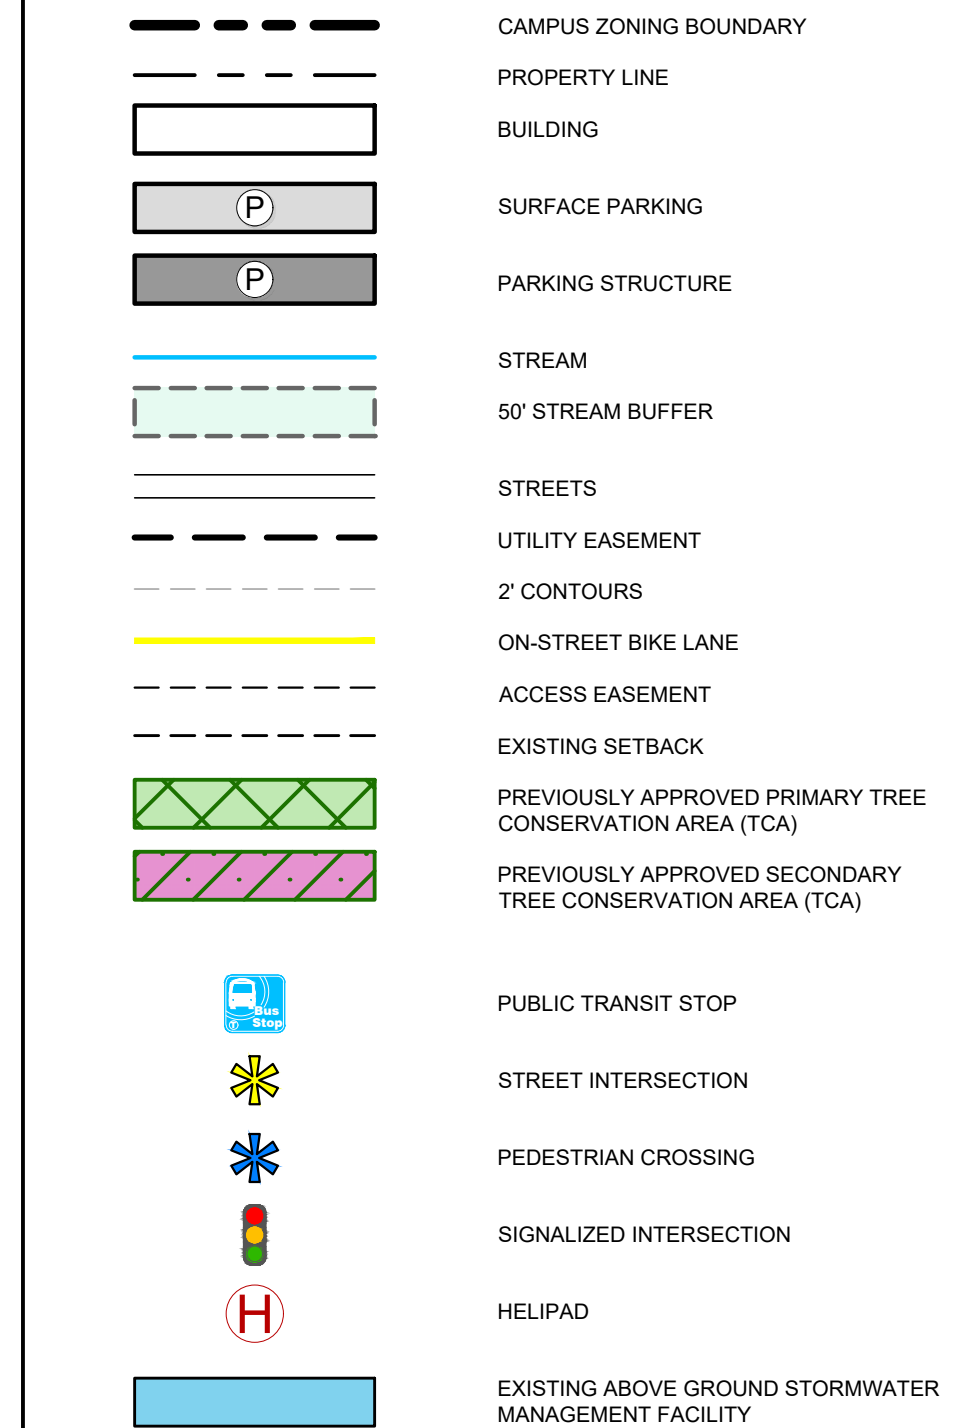 CAMPUS ZONING BOUNDARY
PROPERTY LINE
BUILDING
P SURFACE PARKING
P PARKING STRUCTURE
STREAM
50' STREAM BUFFER
STREETS
UTILITY EASEMENT
2' CONTOURS
ON-STREET BIKE LANE
ACCESS EASEMENT
EXISTING SETBACK
PREVIOUSLY APPROVED PRIMARY TREE
CONSERVATION AREA (TCA)
PREVIOUSLY APPROVED SECONDARY
TREE CONSERVATION AREA (TCA)
Bus
Stop
T
PUBLIC TRANSIT STOP
STREET INTERSECTION
PEDESTRIAN CROSSING
SIGNALIZED INTERSECTION
H HELIPAD
EXISTING ABOVE GROUND STORMWATER
MANAGEMENT FACILITY